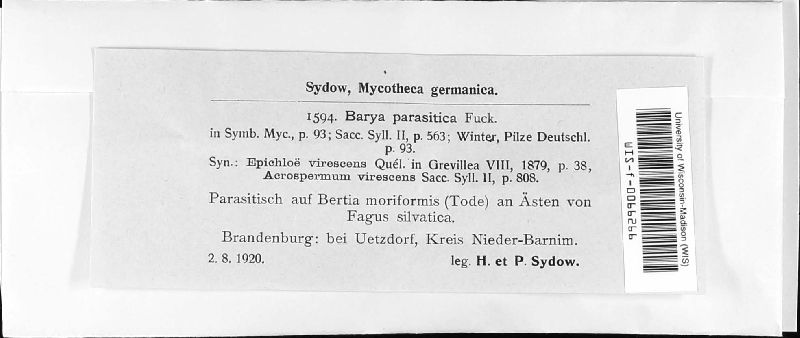 Sydow, Mycotheca germanica.
1594. Barya parasitica Fuck.
in Symb. Myc., p. 93; Sacc. Syll. II, p. 563; Winter, Pilze Deutschl.
p. 93.
Syn.: Epichloë virescens Quél. in Grevillea VIII, 1879, p. 38,
Acrospermum virescens Sacc. Syll. II, p. 808.
Parasitisch auf Bertia moriformis (Tode) an Ästen von
Fagus silvatica.
Brandenburg: bei Uetzdorf, Kreis Nieder-Barnim.
2. 8. 1920. leg. H. et P. Sydow.
University of Wisconsin-Madison (WIS)